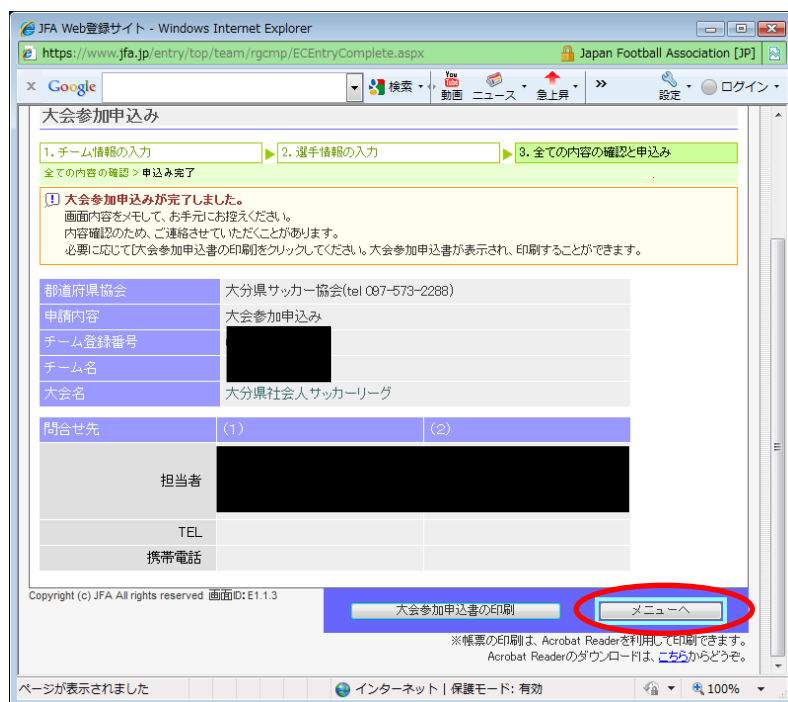 JFA Web登録サイト - Windows Internet Explorer
https://www.jfa.jp/entry/top/team/rgcmp/ECEntryComplete.aspx
Japan Football Association [JP]
x Google 検索 You Tube 動画 ニュース 急上昇 » 設定 ログイン
大会参加申込み
1. チーム情報の入力 2. 選手情報の入力 3. 全ての内容の確認と申込み
全ての内容の確認 > 申込み完了
大会参加申込みが完了しました。
画面内容をメモして、お手元にお控えください。
内容確認のため、ご連絡させていただくことがあります。
必要に応じて[大会参加申込書の印刷]をクリックしてください。大会参加申込書が表示され、印刷することができます。
都道府県協会 大分県サッカー協会(tel 097-573-2288)
申請内容 大会参加申込み
チーム登録番号
チーム名
大会名 大分県社会人サッカーリーグ
問合せ先 (1) (2)
担当者
TEL
携帯電話
Copyright (c) JFA All rights reserved 画面ID: E1.1.3
大会参加申込書の印刷 メニューへ
※帳票の印刷は、Acrobat Readerを利用して印刷できます。
Acrobat Readerのダウンロードは、こちらからどうぞ。
ページが表示されました インターネット | 保護モード: 有効 100%